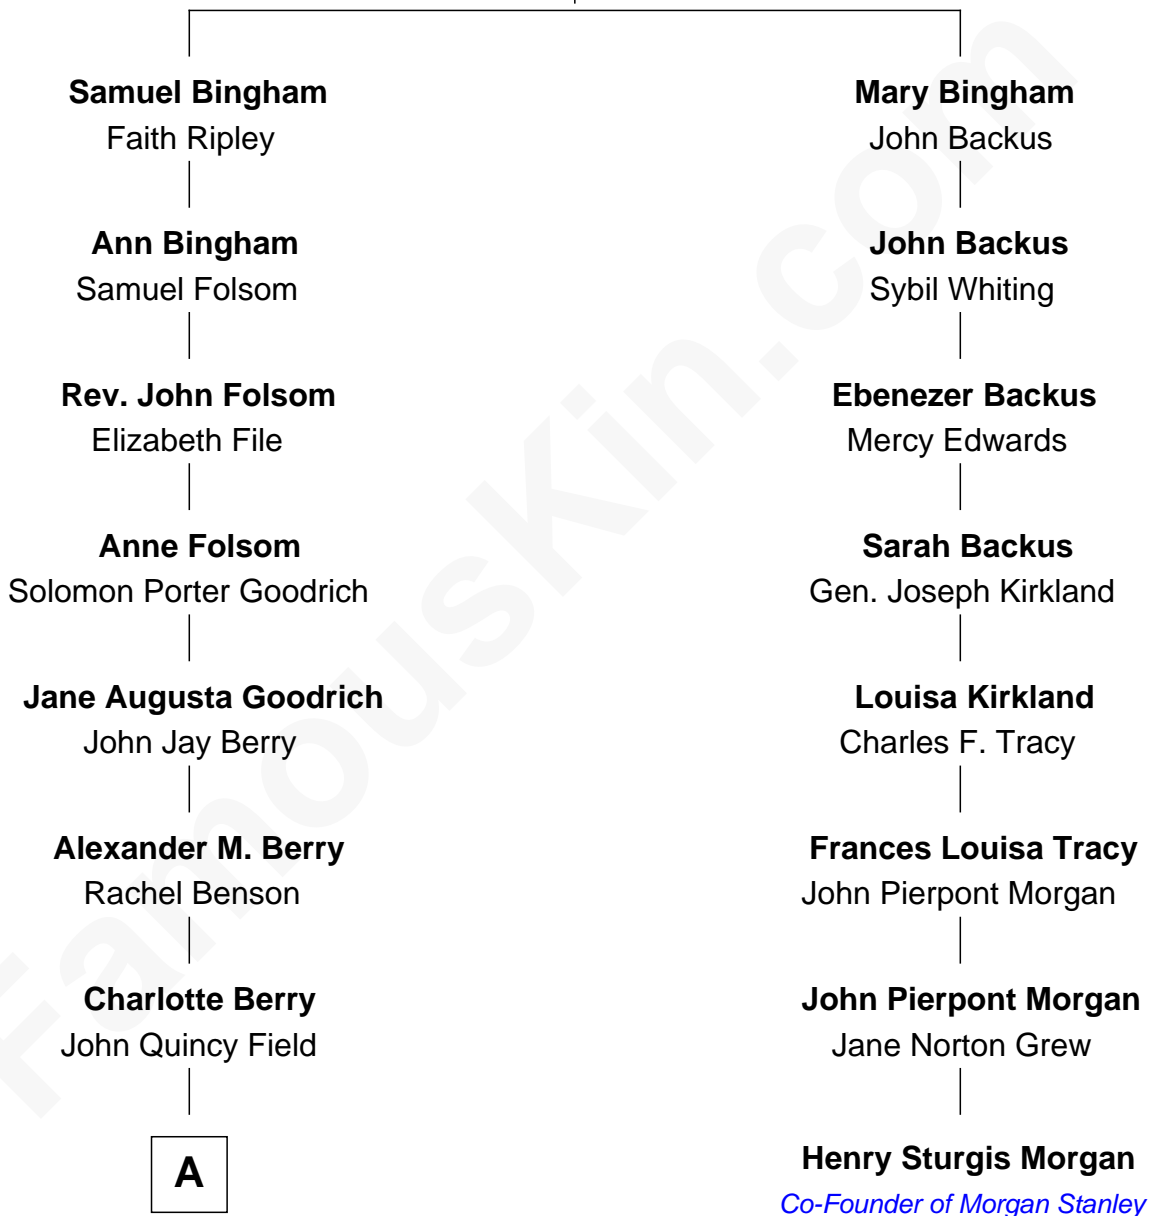 Samuel Bingham
Faith Ripley
Ann Bingham
Samuel Folsom
Rev. John Folsom
Elizabeth File
Anne Folsom
Solomon Porter Goodrich
Jane Augusta Goodrich
John Jay Berry
Alexander M. Berry
Rachel Benson
Charlotte Berry
John Quincy Field
A
Mary Bingham
John Backus
John Backus
Sybil Whiting
Ebenezer Backus
Mercy Edwards
Sarah Backus
Gen. Joseph Kirkland
Louisa Kirkland
Charles F. Tracy
Frances Louisa Tracy
John Pierpont Morgan
John Pierpont Morgan
Jane Norton Grew
Henry Sturgis Morgan
Co-Founder of Morgan Stanley
FamousKin.com